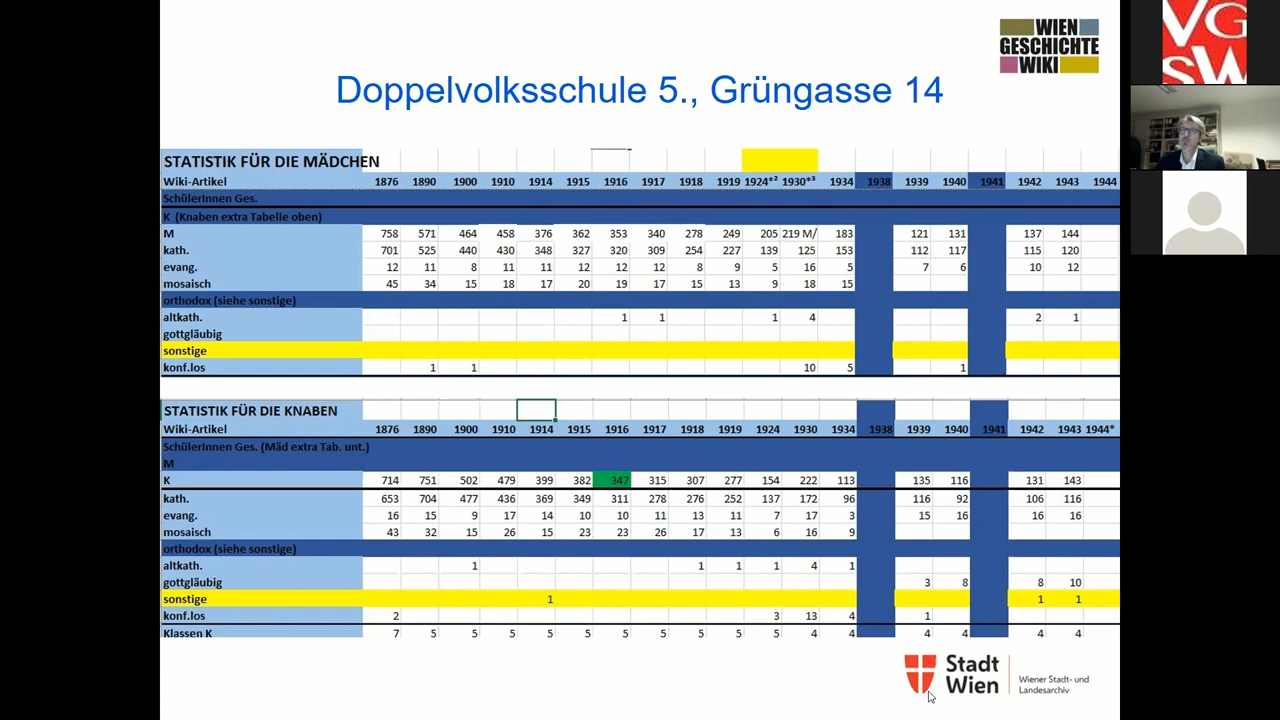 WIEN
GESCHICHTE
WIKI
VG
SW
Doppelvolksschule 5., Grüngasse 14
STATISTIK FÜR DIE MÄDCHEN
Wiki-Artikel 1876 1890 1900 1910 1914 1915 1916 1917 1918 1919 1924*² 1930*³ 1934 1938 1939 1940 1941 1942 1943 1944
SchülerInnen Ges.
K (Knaben extra Tabelle oben)
M 758 571 464 458 376 362 353 340 278 249 205 219 M/ 183 121 131 137 144
kath. 701 525 440 430 348 327 320 309 254 227 139 125 153 112 117 115 120
evang. 12 11 8 11 11 12 12 12 8 9 5 16 5 7 6 10 12
mosaisch 45 34 15 18 17 20 19 17 15 13 9 18 15
orthodox (siehe sonstige)
altkath. 1 1 1 4 2 1
gottgläubig
sonstige
konf.los 1 1 10 5 1
STATISTIK FÜR DIE KNABEN
Wiki-Artikel 1876 1890 1900 1910 1914 1915 1916 1917 1918 1919 1924 1930 1934 1938 1939 1940 1941 1942 1943 1944*
SchülerInnen Ges. (Mäd extra Tab. unt.)
M
K 714 751 502 479 399 382 347 315 307 277 154 222 113 135 116 131 143
kath. 653 704 477 436 369 349 311 278 276 252 137 172 96 116 92 106 116
evang. 16 15 9 17 14 10 10 11 13 11 7 17 3 15 16 16 16
mosaisch 43 32 15 26 15 23 23 26 17 13 6 16 9
orthodox (siehe sonstige)
altkath. 1 1 1 1 4 1
gottgläubig 3 8 8 10
sonstige 1 1 1
konf.los 2 3 13 4 1
Klassen K 7 5 5 5 5 5 5 5 5 5 5 4 4 4 4 4 4
Stadt
Wien
Wiener Stadt- und
Landesarchiv